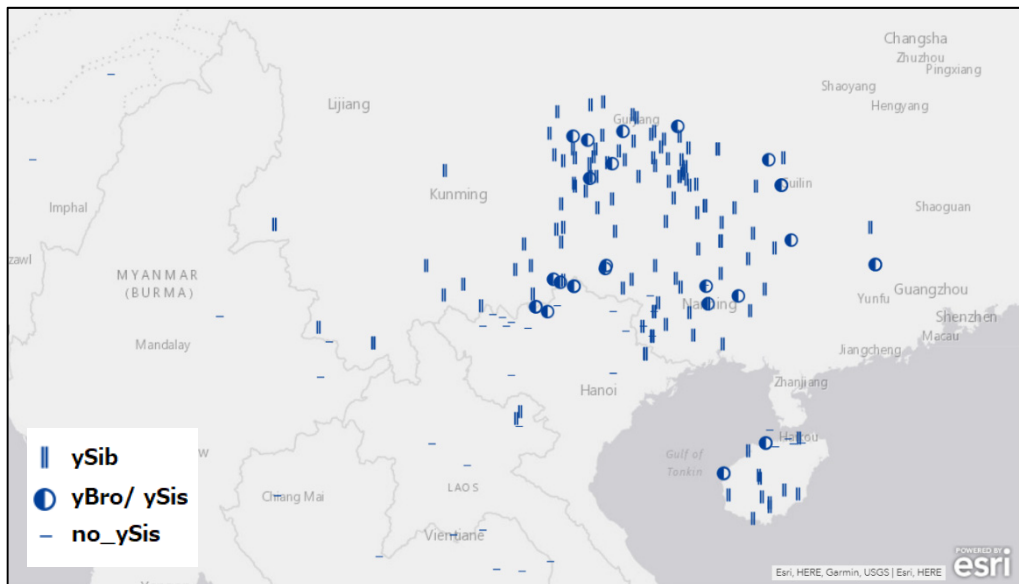 Changsha
Zhuzhou
Pingxiang
Shaoyang
Hengyang
Lijiang
Guiyang
Guilin
Kunming
Imphal
Shaoguan
zawl
MYANMAR
(BURMA)
Guangzhou
Yunfu
Nanning
Shenzhen
Macau
Mandalay
Jiangcheng
Hanoi
Zhanjiang
Haikou
Gulf of
Tonkin
w
LAOS
Chiang Mai
Vientiane
ySib
yBro/ ySis
no_ySis
POWERED BY
esri
Esri, HERE, Garmin, USGS | Esri, HERE